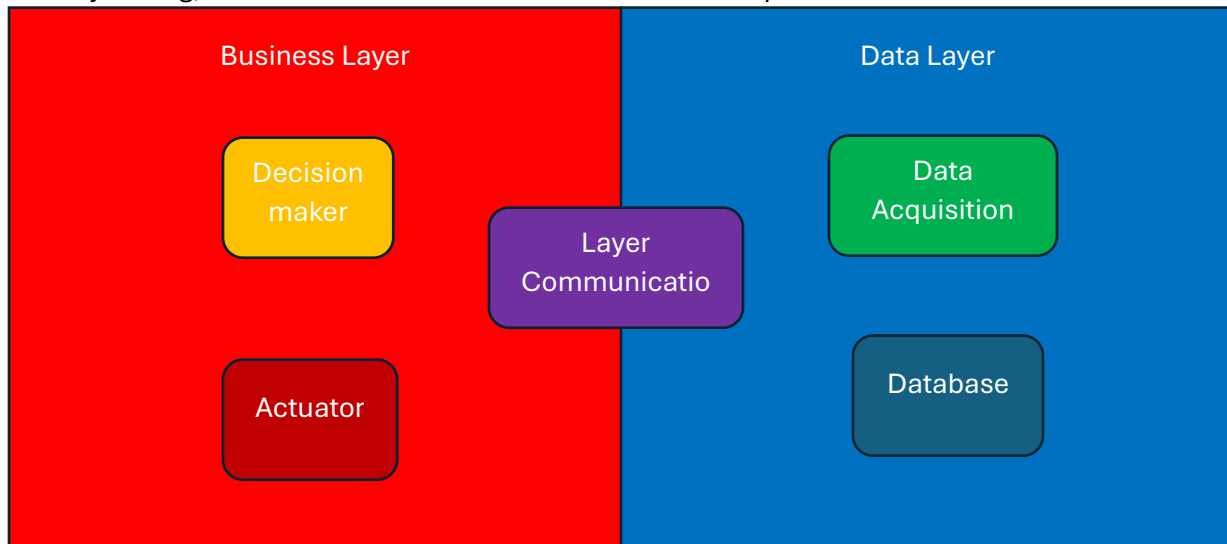 Business Layer
Data Layer
Decision
maker
Data
Acquisition
Layer
Communicatio
Actuator
Database